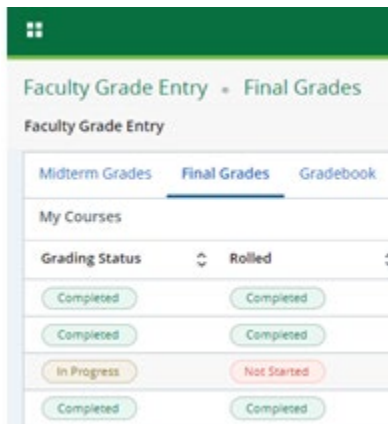 Faculty Grade Entry • Final Grades
Faculty Grade Entry
Midterm Grades Final Grades Gradebook
My Courses
Grading Status Rolled
Completed Completed
Completed Completed
In Progress Not Started
Completed Completed